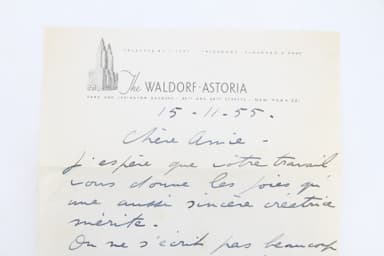 The WALDORF-ASTORIA
PARK AND LEXINGTON AVENUES · 49TH AND 50TH STREETS · NEW YORK 22
15-11-55.
Chère Amie -
J'espère que votre travail
vous donne les joies qu'
une aussi sincère créatrice
mérite.
On ne s'écrit pas beaucoup